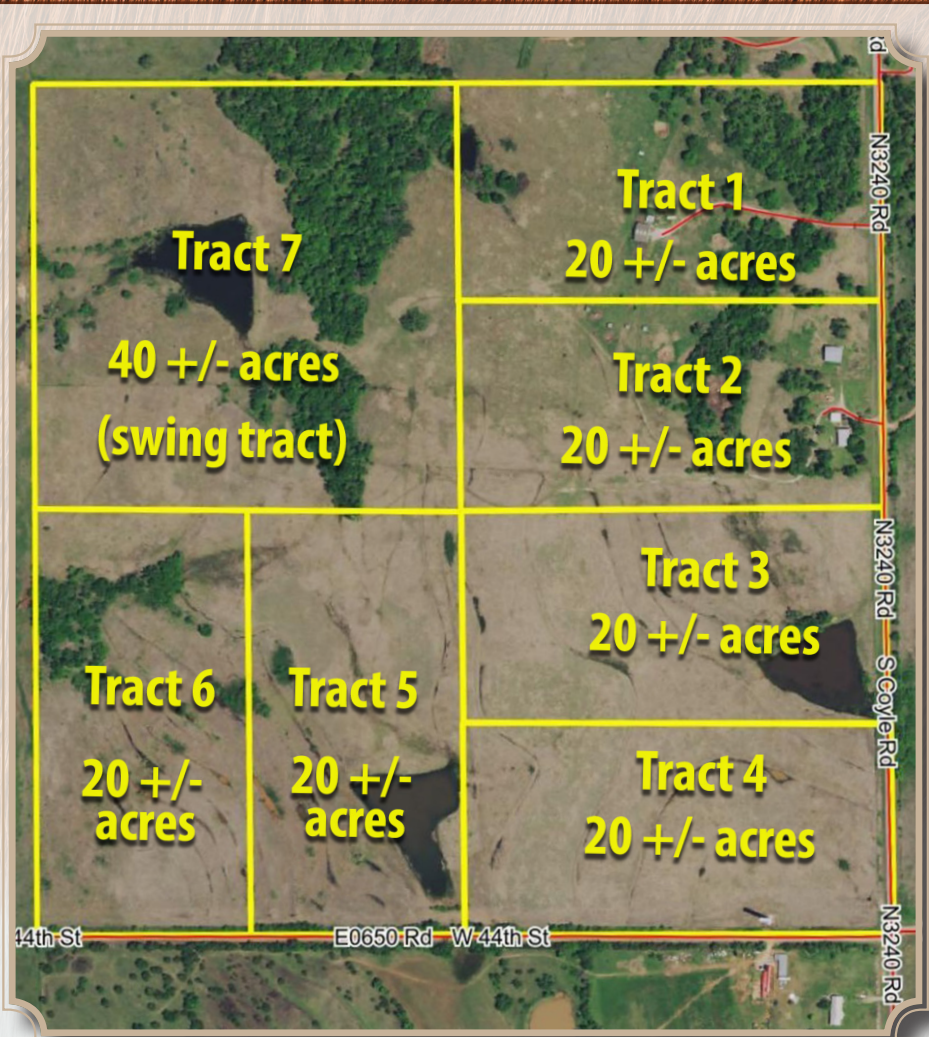 Rd
N3240 Rd
Tract 1
20 +/- acres
Tract 7
40 +/- acres
(swing tract)
Tract 2
20 +/- acres
N3240 Rd
Tract 3
20 +/- acres
S Coyle Rd
Tract 6
20 +/-
acres
Tract 5
20 +/-
acres
Tract 4
20 +/- acres
N3240 Rd
44th St
E0650 Rd
W 44th St